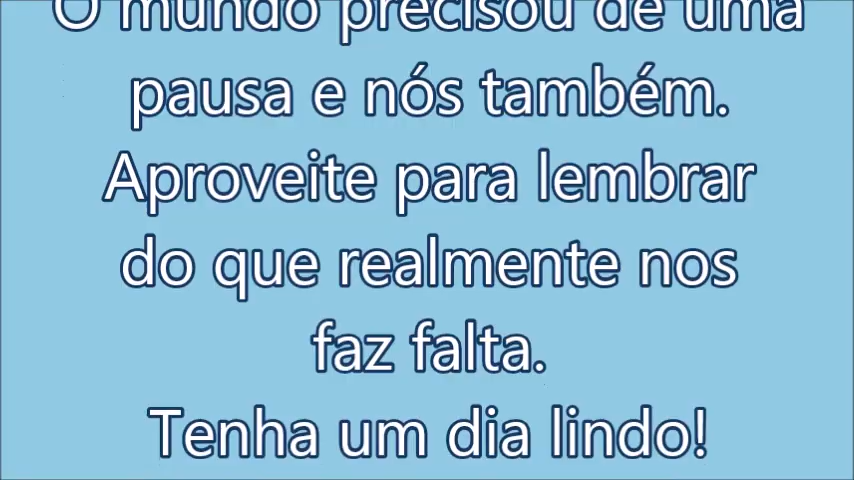 O mundo precisou de uma
pausa e nós também.
Aproveite para lembrar
do que realmente nos
faz falta.
Tenha um dia lindo!